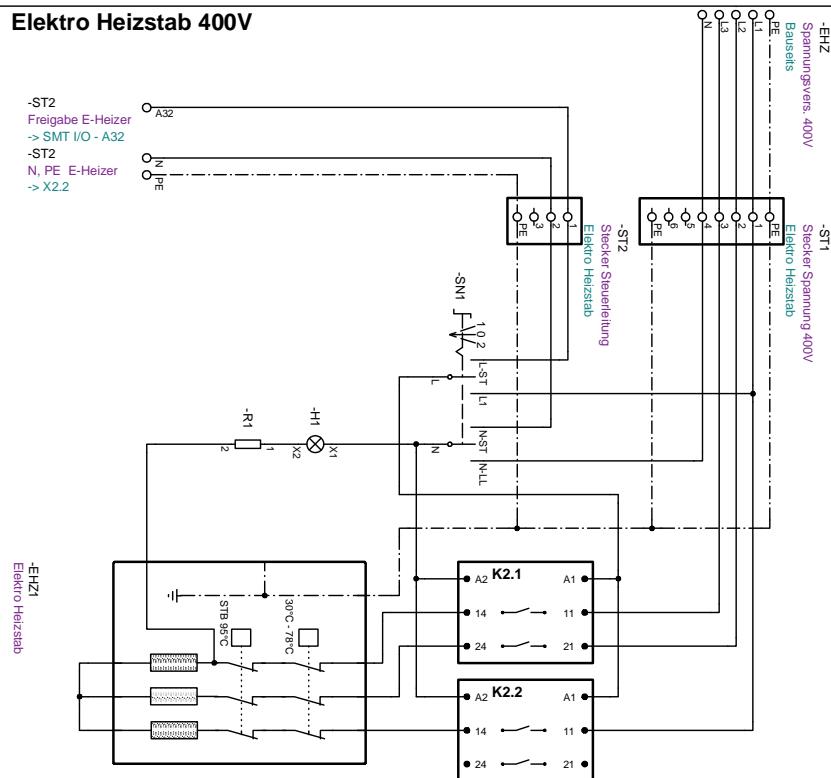 Elektro Heizstab 400V
N
L3
L2
L1
PE
-EHZ
Spannungsvers. 400V
Bauseits
-ST2
Freigabe E-Heizer
-> SMT I/O - A32
A32
-ST2
N, PE E-Heizer
-> X2.2
N
PE
PE
3
2
1
-ST2
Stecker Steuerleitung
Elektro Heizstab
PE
6
5
4
3
2
1
PE
-ST1
Stecker Spannung 400V
Elektro Heizstab
-SN1
1 0 2
L-ST
L
L1
N-ST
N
N-LL
-R1
2
1
-H1
X2
X1
-EHZ1
Elektro Heizstab
STB 95°C
30°C - 78°C
A2 K2.1 A1
14 11
24 21
A2 K2.2 A1
14 11
24 21